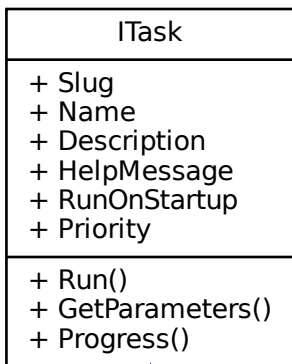 ITask
+ Slug
+ Name
+ Description
+ HelpMessage
+ RunOnStartup
+ Priority
+ Run()
+ GetParameters()
+ Progress()